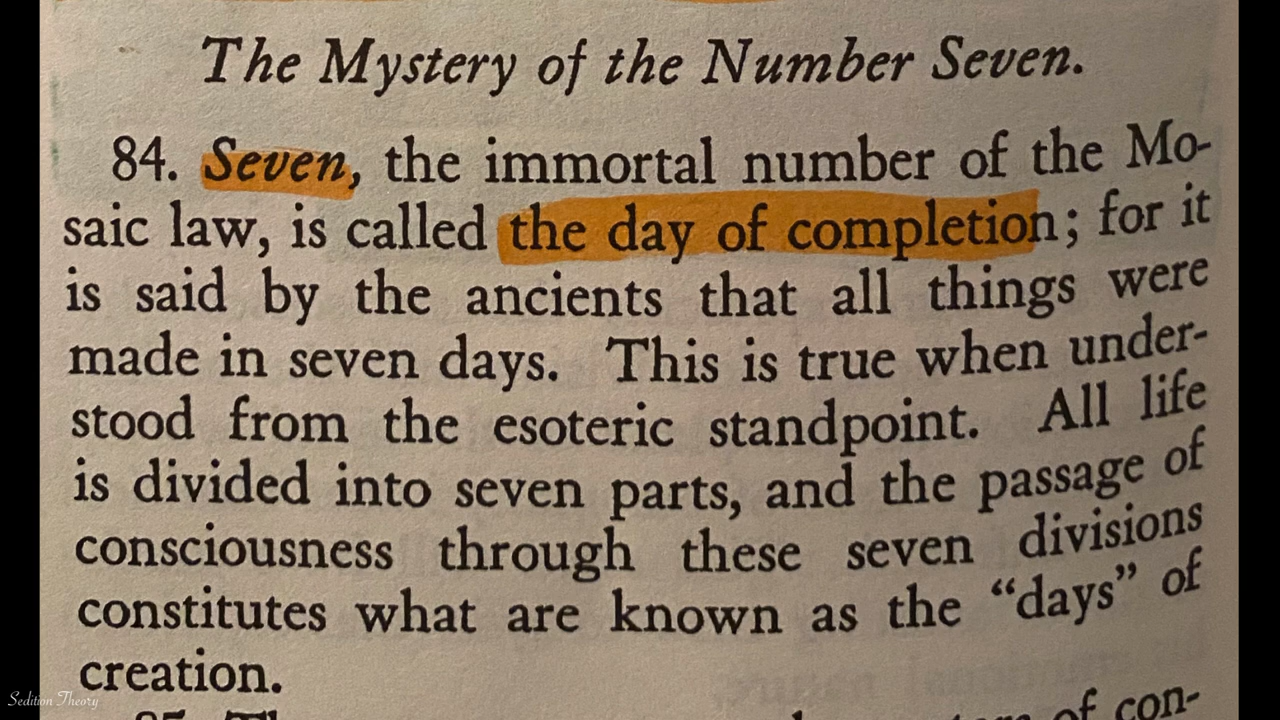 The Mystery of the Number Seven.
84. Seven, the immortal number of the Mo-
saic law, is called the day of completion; for it
is said by the ancients that all things were
made in seven days. This is true when under-
stood from the esoteric standpoint. All life
is divided into seven parts, and the passage of
consciousness through these seven divisions
constitutes what are known as the “days” of
creation.
of con-
Sedition Theory